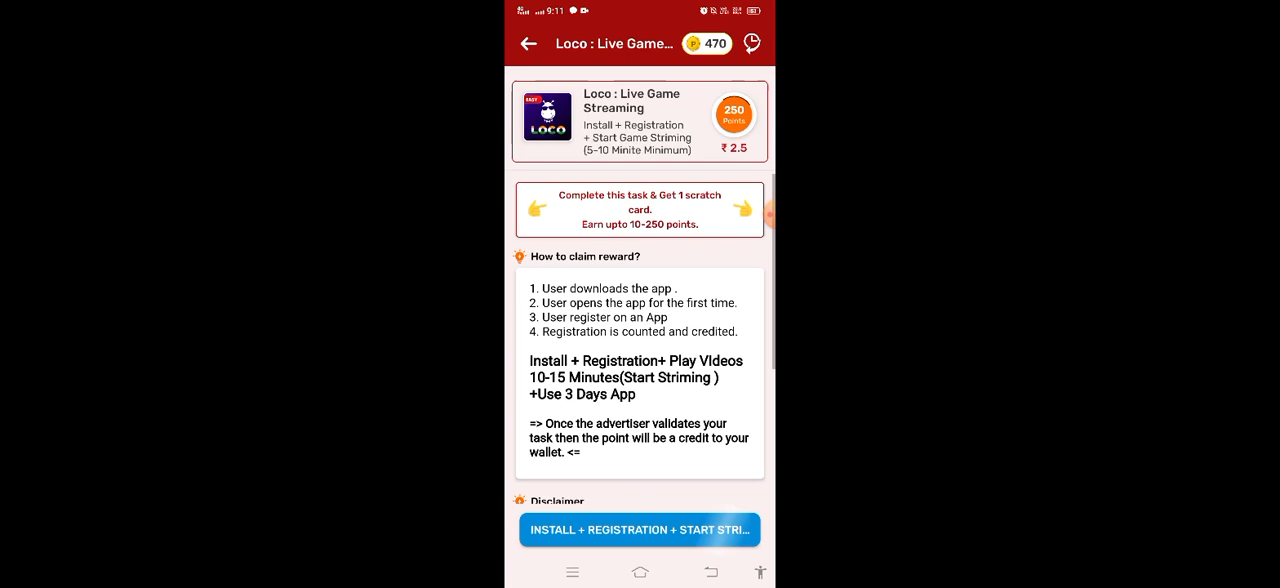 9:11
Loco : Live Game...
P 470
EASY
LOCO
Loco : Live Game
Streaming
Install + Registration
+ Start Game Striming
(5-10 Minite Minimum)
250
Points
₹ 2.5
Complete this task & Get 1 scratch
card.
Earn upto 10-250 points.
How to claim reward?
1. User downloads the app .
2. User opens the app for the first time.
3. User register on an App
4. Registration is counted and credited.
Install + Registration+ Play VIdeos
10-15 Minutes(Start Striming )
+Use 3 Days App
=> Once the advertiser validates your
task then the point will be a credit to your
wallet. <=
Disclaimer
INSTALL + REGISTRATION + START STRI...